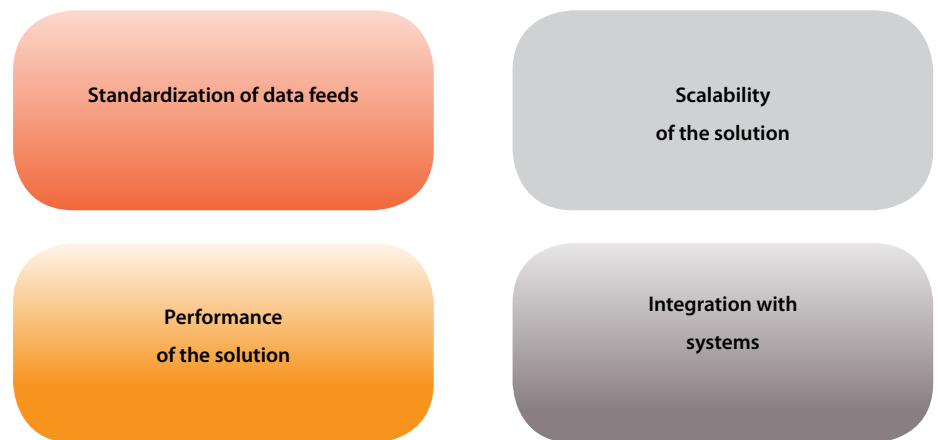 Standardization of data feeds
Scalability
of the solution
Performance
of the solution
Integration with
systems